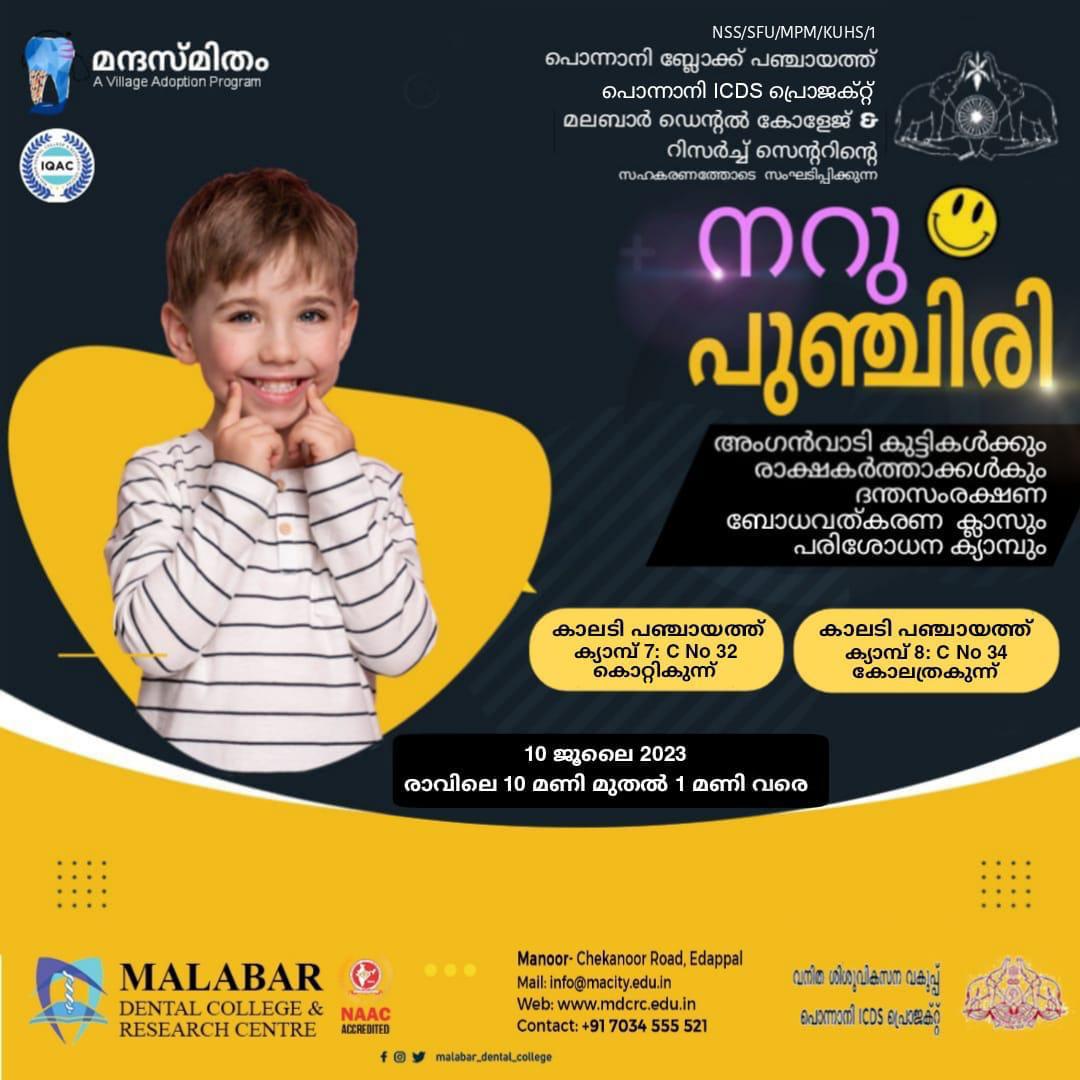 മന്ദസ്മിതം
A Village Adoption Program
IQAC
NSS/SFU/MPM/KUHS/1
പൊന്നാനി ബ്ലോക്ക് പഞ്ചായത്ത്
പൊന്നാനി ICDS പ്രൊജക്റ്റ്
മലബാർ ഡെന്റൽ കോളേജ് &
റിസർച്ച് സെന്ററിന്റെ
സഹകരണത്തോടെ സംഘടിപ്പിക്കുന്ന
നറു
പുഞ്ചിരി
അംഗൻവാടി കുട്ടികൾക്കും
രാക്ഷകർത്താക്കൾകും
ദന്തസംരക്ഷണ
ബോധവത്കരണ ക്ലാസും
പരിശോധന ക്യാമ്പും
കാലടി പഞ്ചായത്ത്
ക്യാമ്പ് 7: C No 32
കൊറ്റികുന്ന്
കാലടി പഞ്ചായത്ത്
ക്യാമ്പ് 8: C No 34
കോലത്രകുന്ന്
10 ജൂലൈ 2023
രാവിലെ 10 മണി മുതൽ 1 മണി വരെ
MALABAR
DENTAL COLLEGE &
RESEARCH CENTRE
NAAC
ACCREDITED
Manoor- Chekanoor Road, Edappal
Mail: info@macity.edu.in
Web: www.mdcrc.edu.in
Contact: +91 7034 555 521
malabar_dental_college
വനിത ശിശുവികസന വകുപ്പ്
പൊന്നാനി ICDS പ്രൊജക്റ്റ്